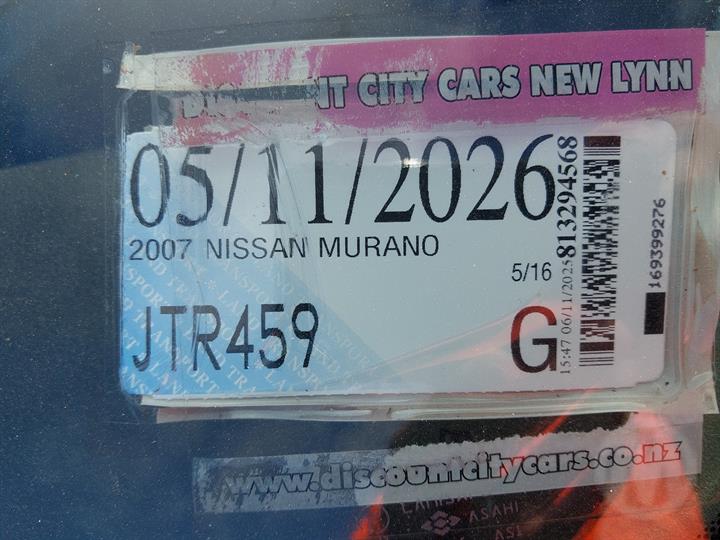 NT CITY CARS NEW LYNN
05/11/2026
2007 NISSAN MURANO
5/16
JTR459
G
15:47 06/11/2025 813294568
169399276
www.discountcitycars.co.nz
ASAHI